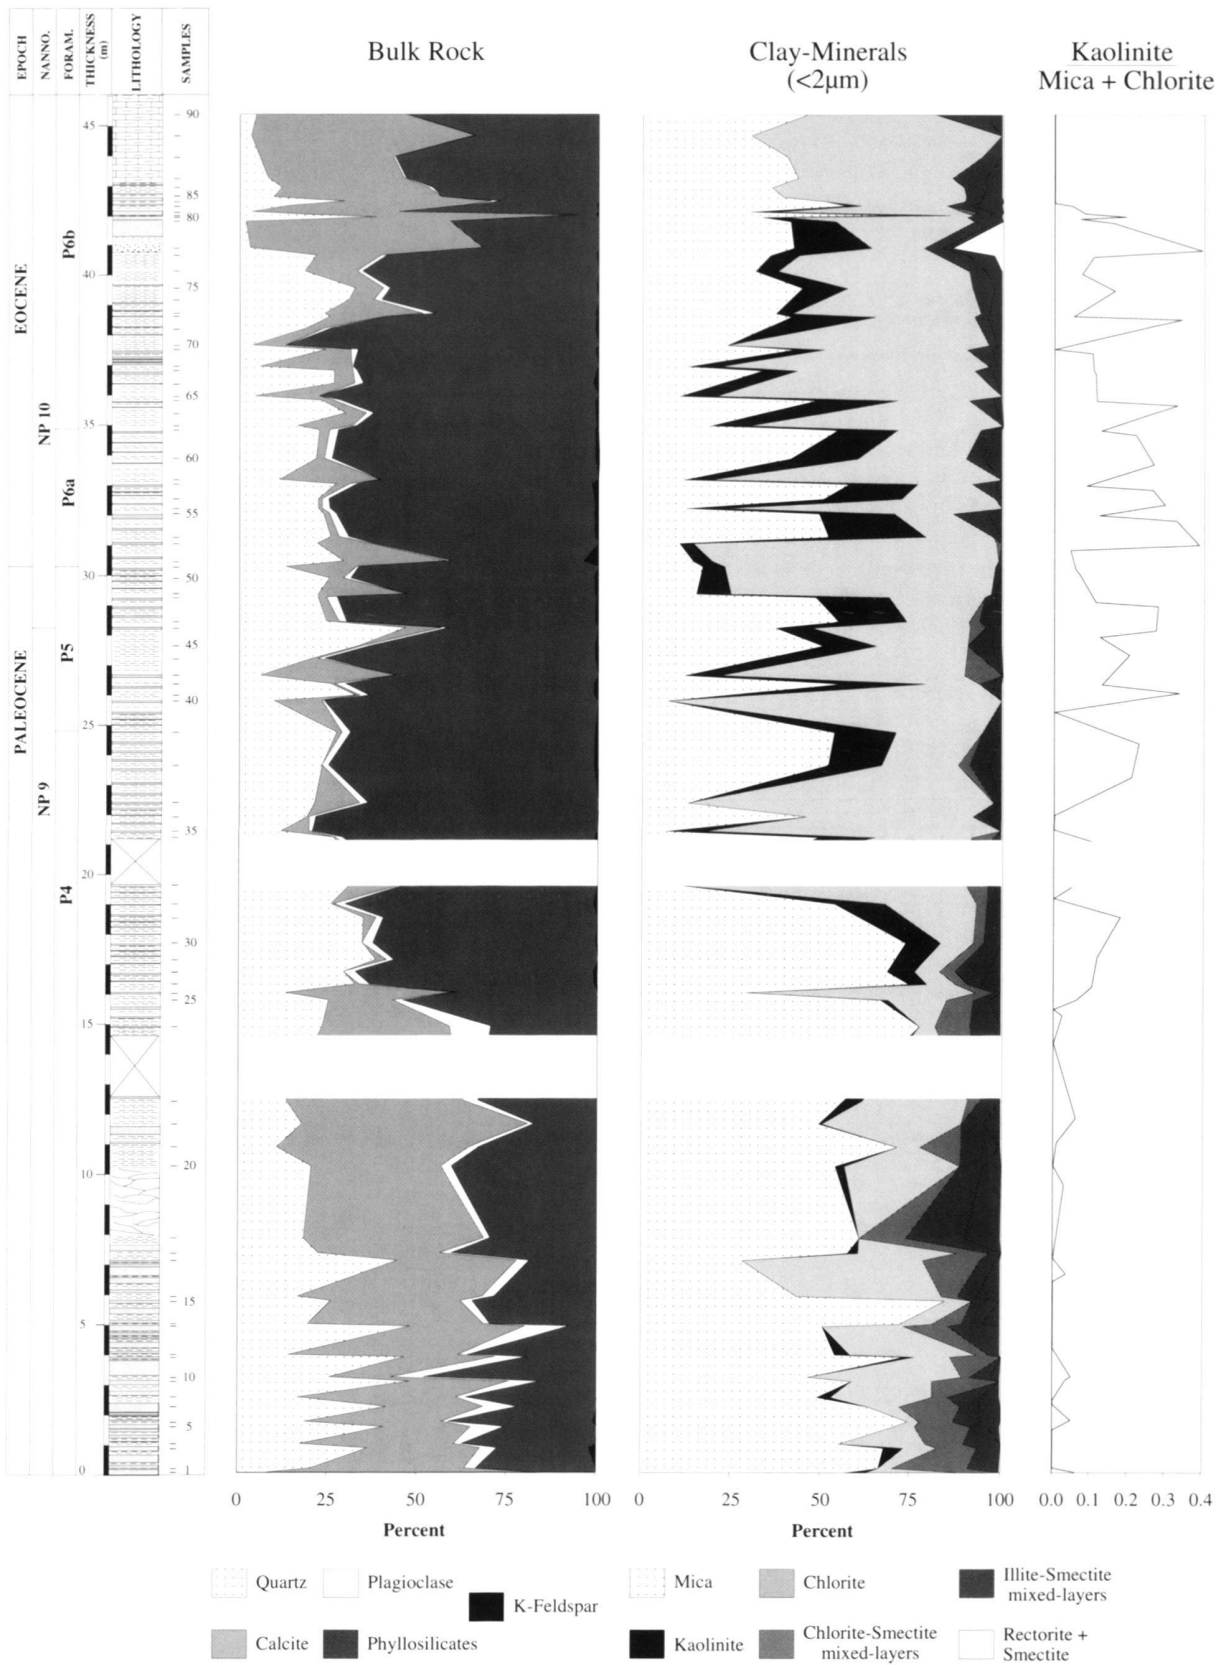 EPOCH
NANNO.
FORAM.
THICKNESS
(m)
LITHOLOGY
SAMPLES
Bulk Rock
Clay-Minerals
(<2μm)
Kaolinite
Mica + Chlorite
EOCENE
PALEOCENE
NP 10
NP 9
P6b
P6a
P5
P4
45
40
35
30
25
20
15
10
5
0
90
85
80
75
70
65
60
55
50
45
40
35
30
25
20
15
10
5
1
0 25 50 75 100
Percent
0 25 50 75 100
Percent
0.0 0.1 0.2 0.3 0.4
Quartz
Plagioclase
K-Feldspar
Calcite
Phyllosilicates
Mica
Chlorite
Illite-Smectite
mixed-layers
Kaolinite
Chlorite-Smectite
mixed-layers
Rectorite +
Smectite